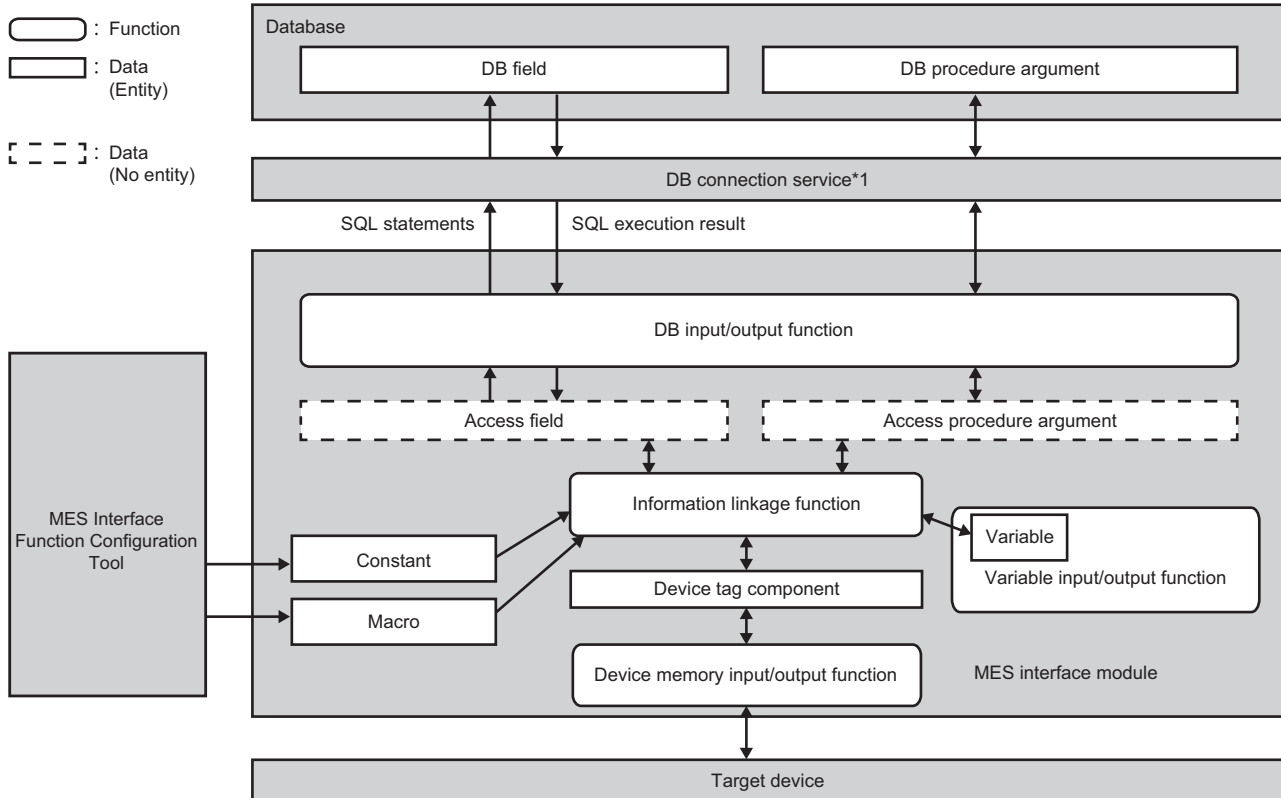 : Function
: Data
(Entity)
: Data
(No entity)
Database
DB field
DB procedure argument
DB connection service*1
SQL statements
SQL execution result
DB input/output function
Access field
Access procedure argument
Information linkage function
MES Interface
Function Configuration
Tool
Constant
Macro
Variable
Variable input/output function
Device tag component
Device memory input/output function
MES interface module
Target device